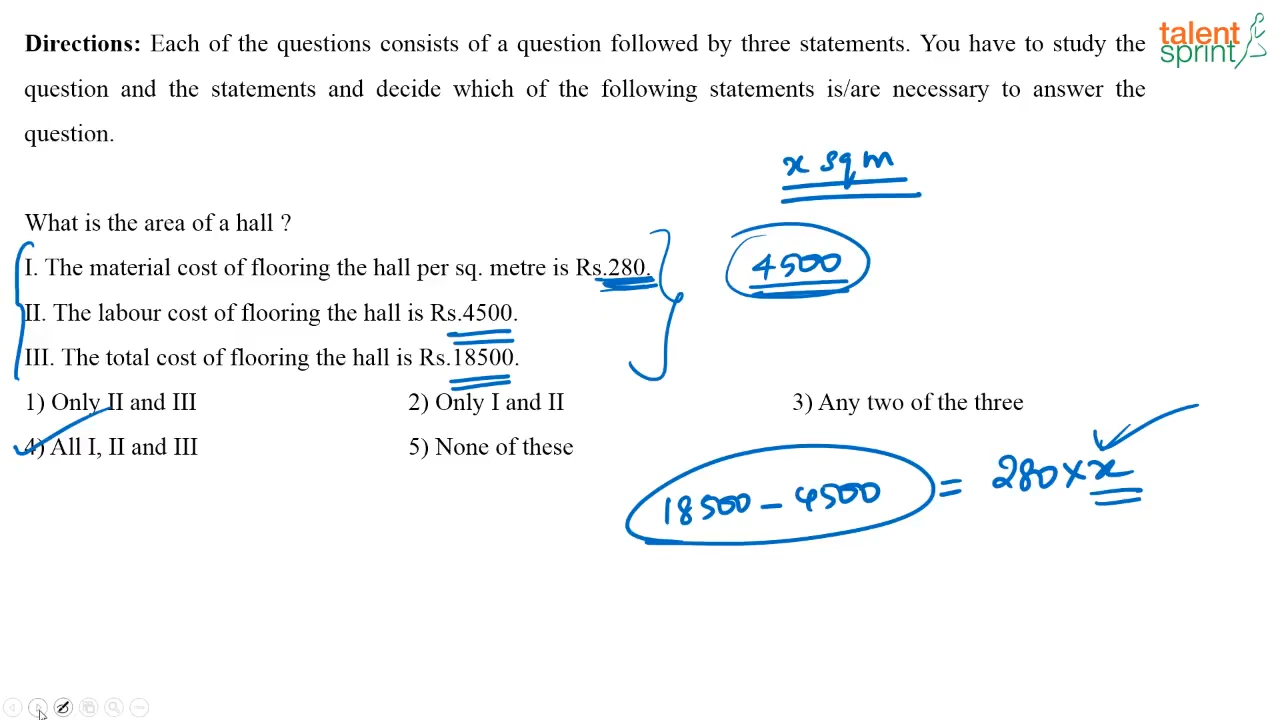 talent
sprint
Directions: Each of the questions consists of a question followed by three statements. You have to study the
question and the statements and decide which of the following statements is/are necessary to answer the
question.
x sqm
What is the area of a hall ?
I. The material cost of flooring the hall per sq. metre is Rs.280.
4500
II. The labour cost of flooring the hall is Rs.4500.
III. The total cost of flooring the hall is Rs.18500.
1) Only II and III 2) Only I and II 3) Any two of the three
4) All I, II and III 5) None of these
18500 - 4500 = 280 × x